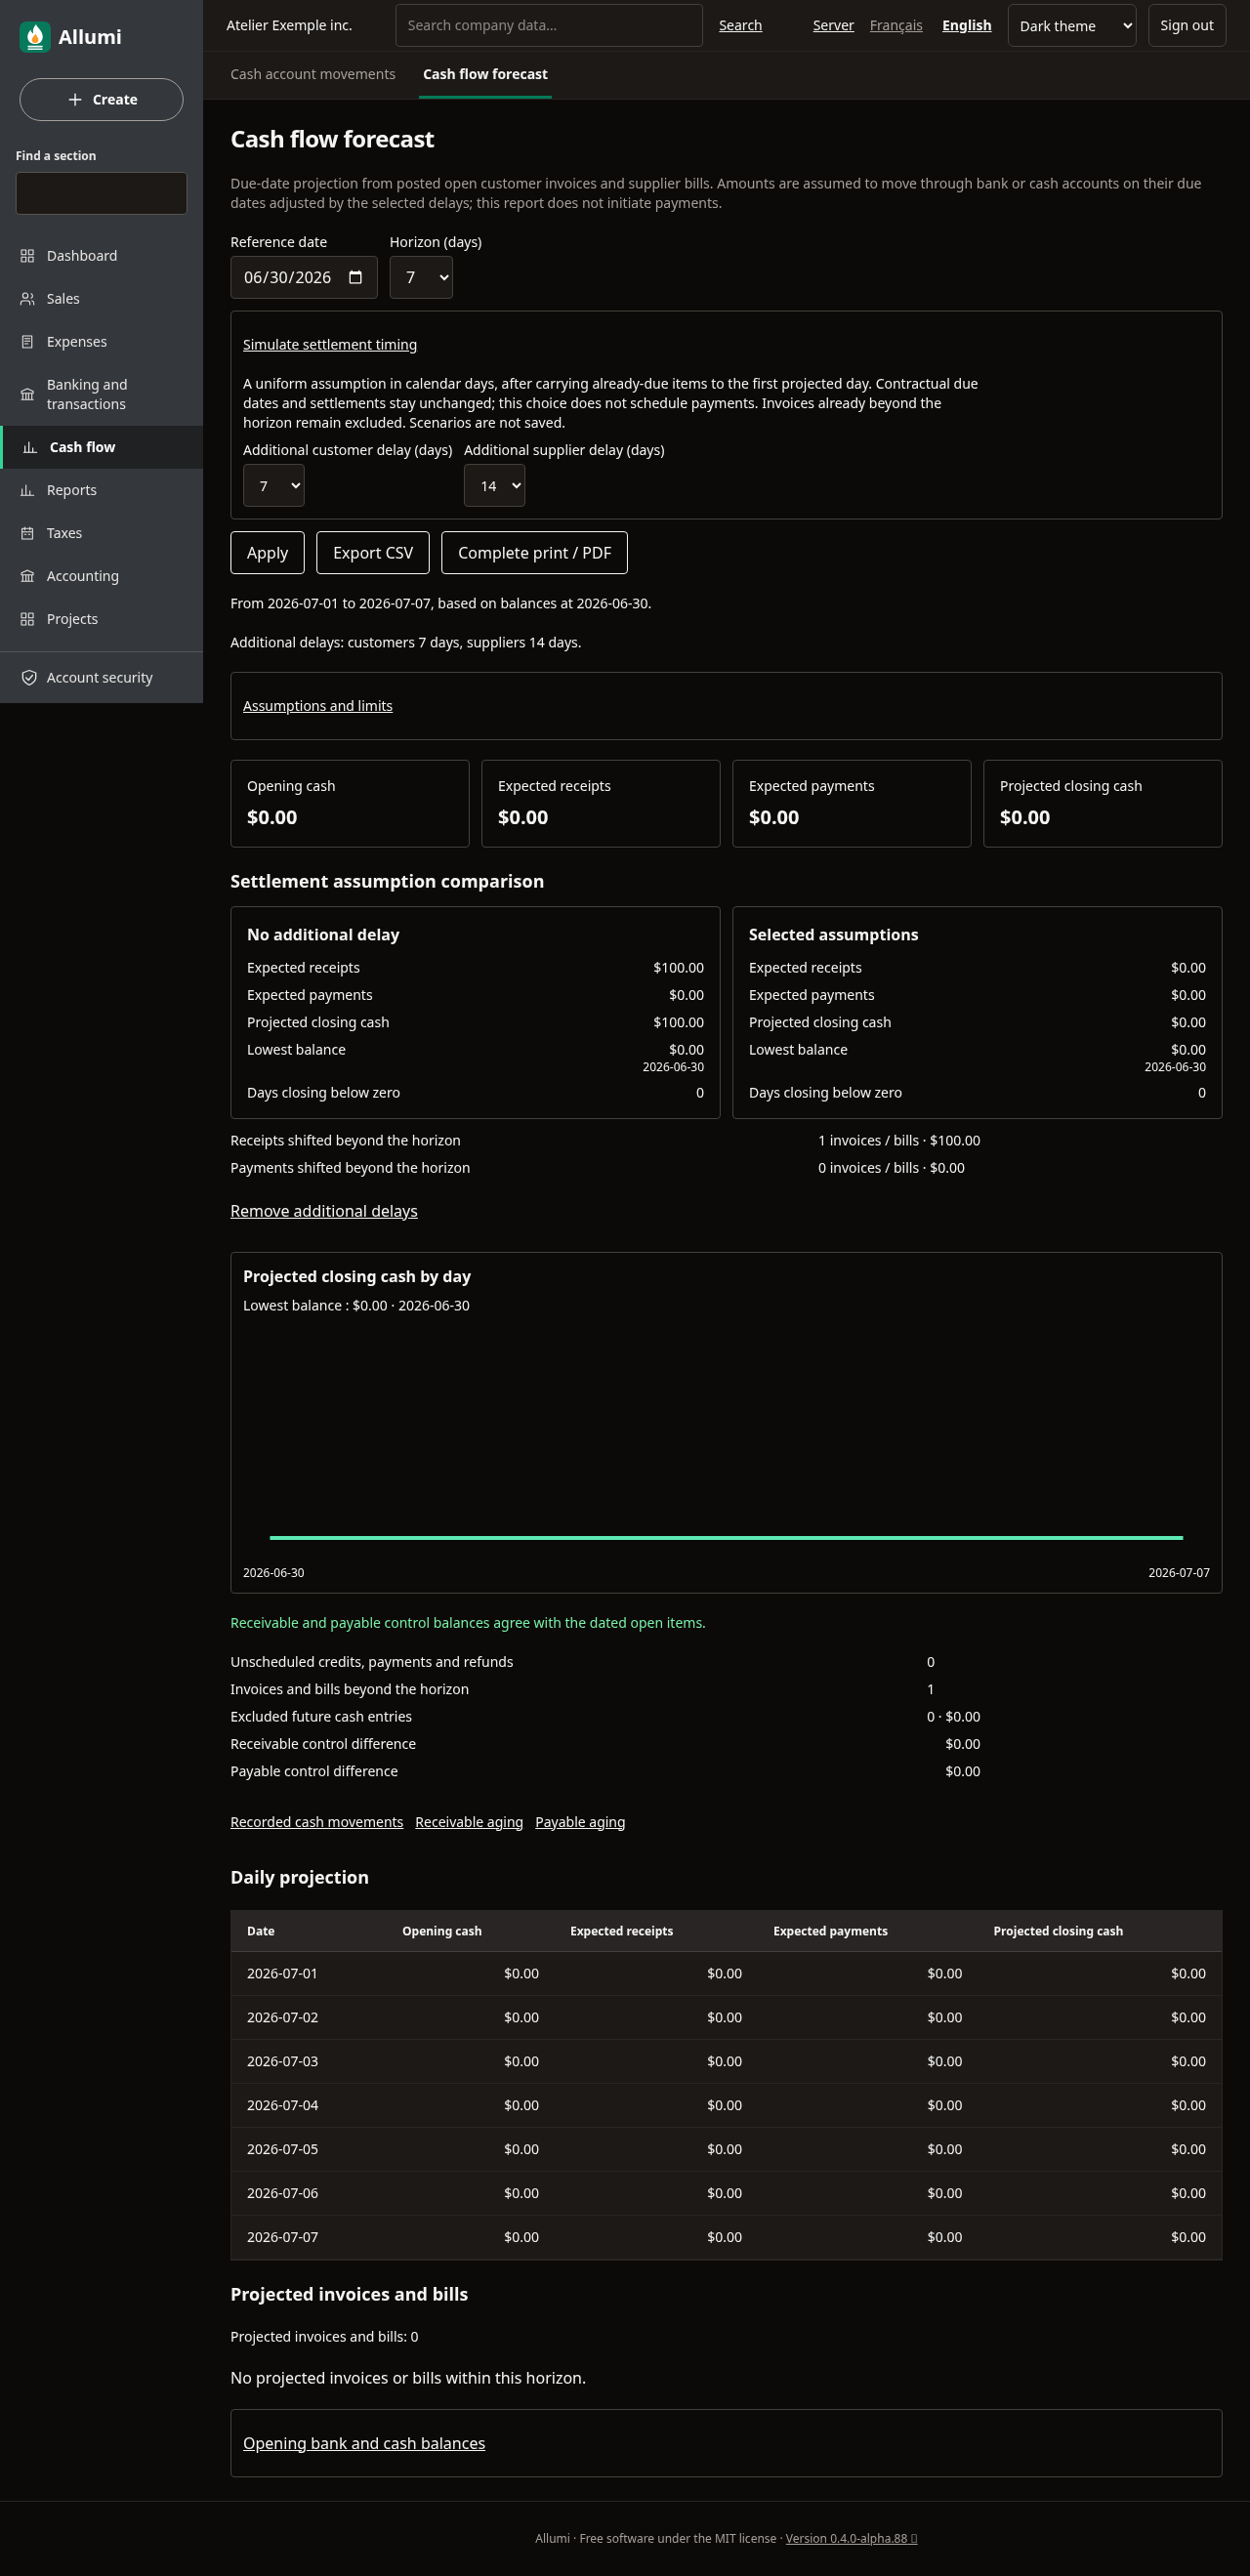 Allumi
Create
Find a section
Dashboard
Sales
Expenses
Banking and
transactions
Cash flow
Reports
Taxes
Accounting
Projects
Account security
Atelier Exemple inc.
Search company data...
Search
Server
Français
English
Dark theme
Sign out
Cash account movements
Cash flow forecast
Cash flow forecast
Due-date projection from posted open customer invoices and supplier bills. Amounts are assumed to move through bank or cash accounts on their due
dates adjusted by the selected delays; this report does not initiate payments.
Reference date Horizon (days)
06/30/2026 7
Simulate settlement timing
A uniform assumption in calendar days, after carrying already-due items to the first projected day. Contractual due
dates and settlements stay unchanged; this choice does not schedule payments. Invoices already beyond the
horizon remain excluded. Scenarios are not saved.
Additional customer delay (days) Additional supplier delay (days)
7 14
Apply Export CSV Complete print / PDF
From 2026-07-01 to 2026-07-07, based on balances at 2026-06-30.
Additional delays: customers 7 days, suppliers 14 days.
Assumptions and limits
Opening cash Expected receipts Expected payments Projected closing cash
$0.00 $0.00 $0.00 $0.00
Settlement assumption comparison
No additional delay
Expected receipts $100.00
Expected payments $0.00
Projected closing cash $100.00
Lowest balance $0.00
2026-06-30
Days closing below zero 0
Selected assumptions
Expected receipts $0.00
Expected payments $0.00
Projected closing cash $0.00
Lowest balance $0.00
2026-06-30
Days closing below zero 0
Receipts shifted beyond the horizon 1 invoices / bills · $100.00
Payments shifted beyond the horizon 0 invoices / bills · $0.00
Remove additional delays
Projected closing cash by day
Lowest balance : $0.00 · 2026-06-30
2026-06-30 2026-07-07
Receivable and payable control balances agree with the dated open items.
Unscheduled credits, payments and refunds 0
Invoices and bills beyond the horizon 1
Excluded future cash entries 0 · $0.00
Receivable control difference $0.00
Payable control difference $0.00
Recorded cash movements Receivable aging Payable aging
Daily projection
Date Opening cash Expected receipts Expected payments Projected closing cash
2026-07-01 $0.00 $0.00 $0.00 $0.00
2026-07-02 $0.00 $0.00 $0.00 $0.00
2026-07-03 $0.00 $0.00 $0.00 $0.00
2026-07-04 $0.00 $0.00 $0.00 $0.00
2026-07-05 $0.00 $0.00 $0.00 $0.00
2026-07-06 $0.00 $0.00 $0.00 $0.00
2026-07-07 $0.00 $0.00 $0.00 $0.00
Projected invoices and bills
Projected invoices and bills: 0
No projected invoices or bills within this horizon.
Opening bank and cash balances
Allumi · Free software under the MIT license · Version 0.4.0-alpha.88